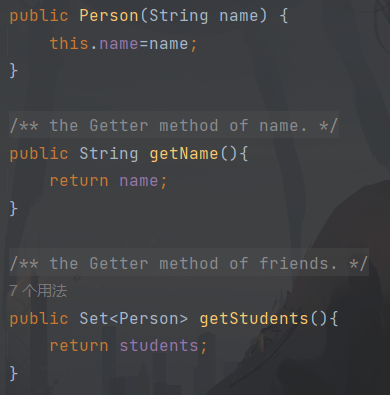 public Person(String name) {
    this.name=name;
}
/** the Getter method of name. */
public String getName(){
    return name;
}
/** the Getter method of friends. */
7 个用法
public Set<Person> getStudents(){
    return students;
}